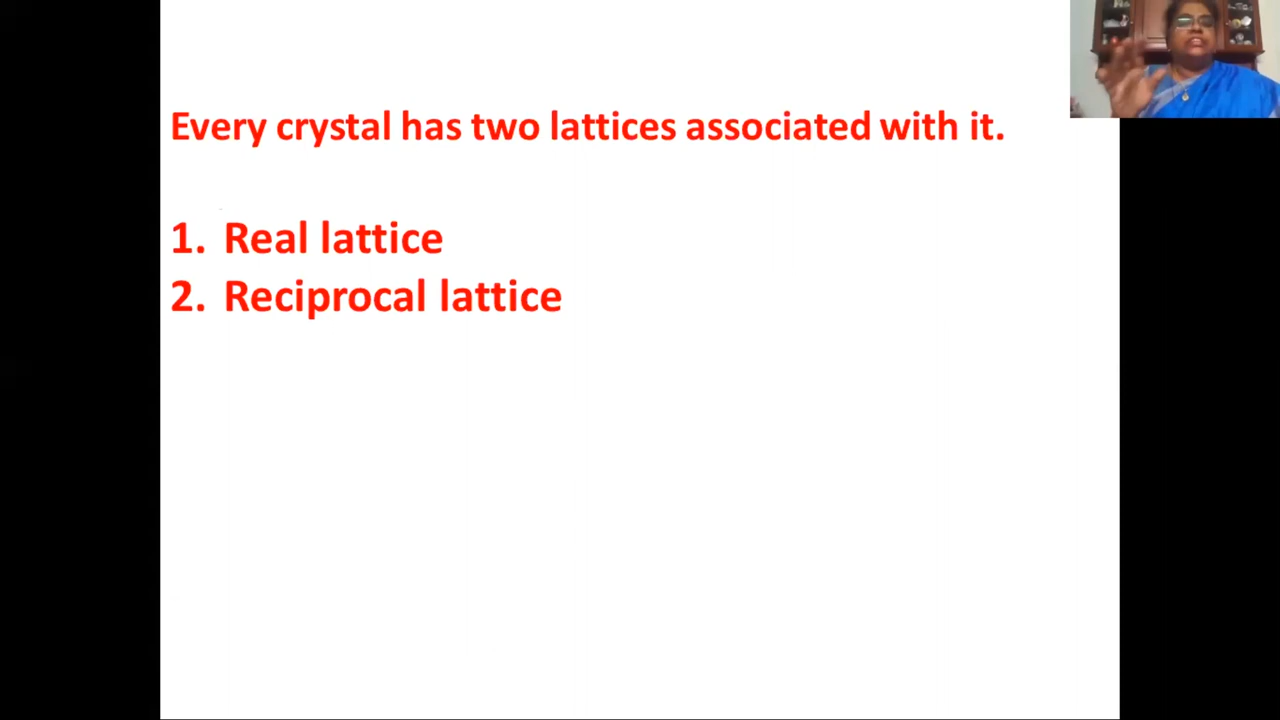 Every crystal has two lattices associated with it.
1. Real lattice
2. Reciprocal lattice